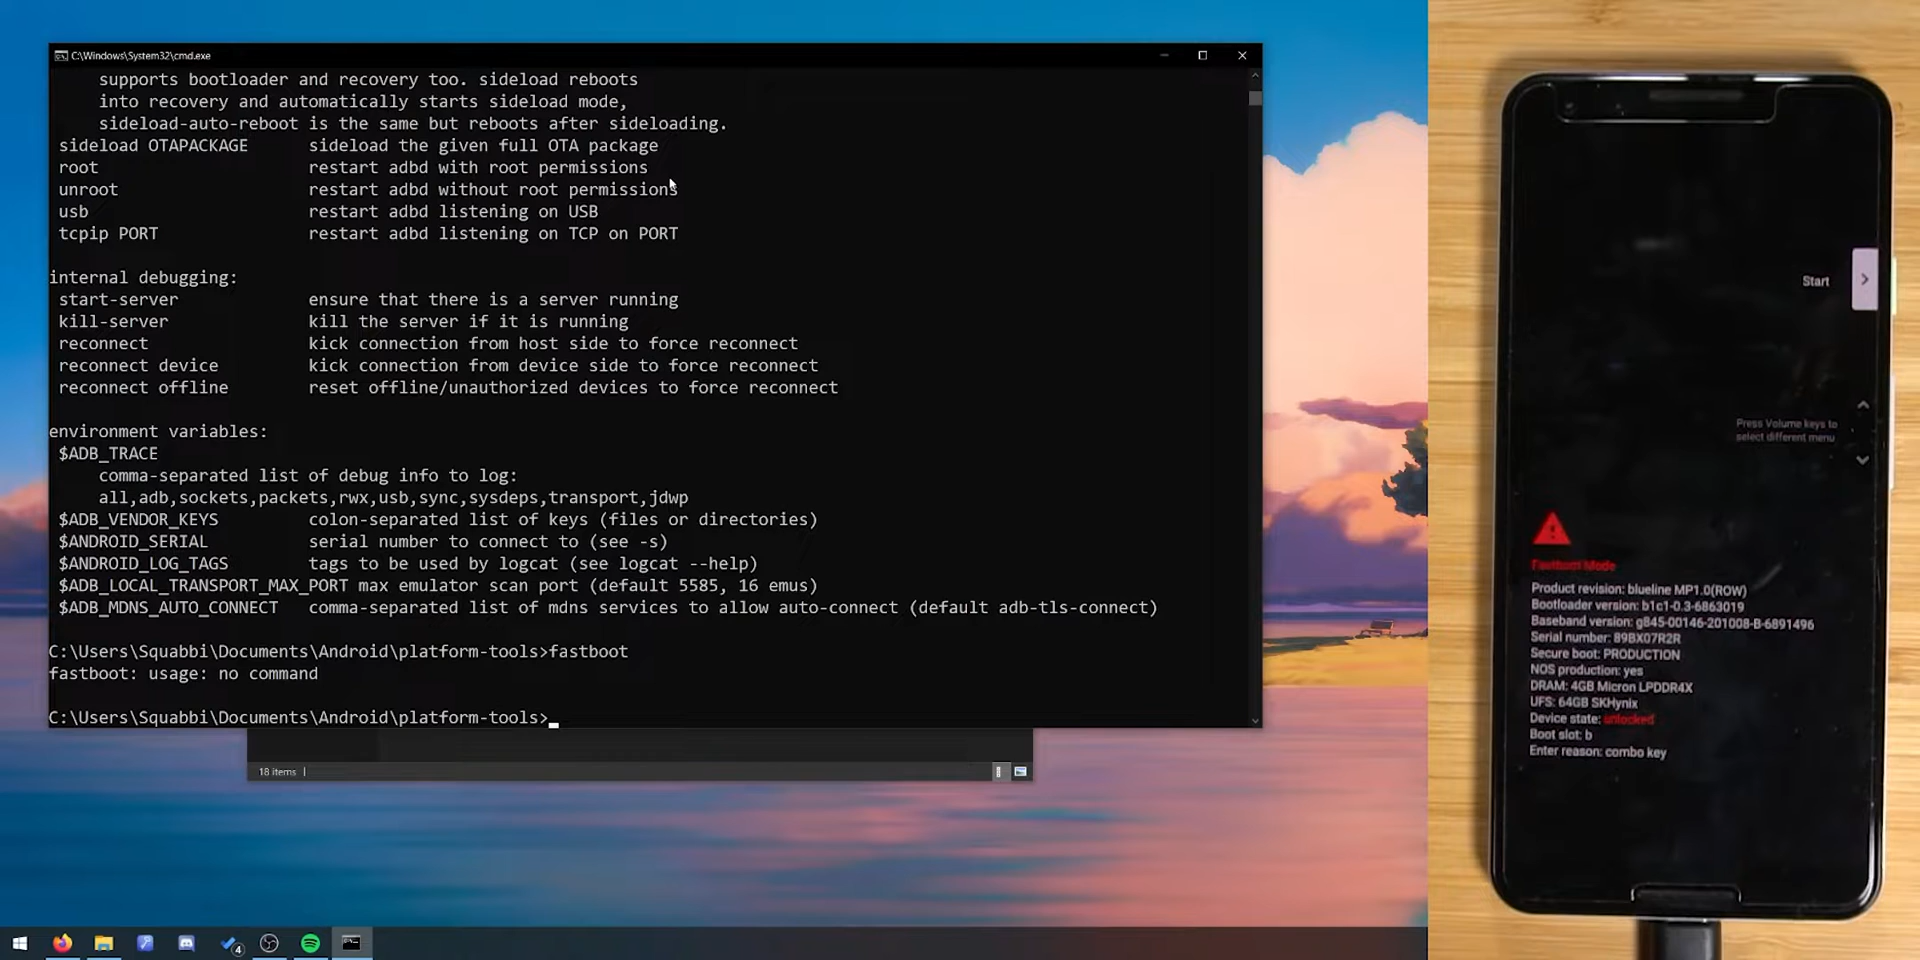 C:\Windows\System32\cmd.exe
supports bootloader and recovery too. sideload reboots
into recovery and automatically starts sideload mode,
sideload-auto-reboot is the same but reboots after sideloading.
sideload OTAPACKAGE sideload the given full OTA package
root restart adbd with root permissions
unroot restart adbd without root permissions
usb restart adbd listening on USB
tcpip PORT restart adbd listening on TCP on PORT
internal debugging:
start-server ensure that there is a server running
kill-server kill the server if it is running
reconnect kick connection from host side to force reconnect
reconnect device kick connection from device side to force reconnect
reconnect offline reset offline/unauthorized devices to force reconnect
environment variables:
$ADB_TRACE
comma-separated list of debug info to log:
all,adb,sockets,packets,rwx,usb,sync,sysdeps,transport,jdwp
$ADB_VENDOR_KEYS colon-separated list of keys (files or directories)
$ANDROID_SERIAL serial number to connect to (see -s)
$ANDROID_LOG_TAGS tags to be used by logcat (see logcat --help)
$ADB_LOCAL_TRANSPORT_MAX_PORT max emulator scan port (default 5585, 16 emus)
$ADB_MDNS_AUTO_CONNECT comma-separated list of mdns services to allow auto-connect (default adb-tls-connect)
C:\Users\Squabbi\Documents\Android\platform-tools>fastboot
fastboot: usage: no command
C:\Users\Squabbi\Documents\Android\platform-tools>
18 items
4
Start
Press Volume keys to
select different menu
Fastboot Mode
Product revision: blueline MP1.0(ROW)
Bootloader version: b1c1-0.3-6863019
Baseband version: g845-00146-201008-B-6891496
Serial number: 89BX07R2R
Secure boot: PRODUCTION
NOS production: yes
DRAM: 4GB Micron LPDDR4X
UFS: 64GB SKHynix
Device state: unlocked
Boot slot: b
Enter reason: combo key